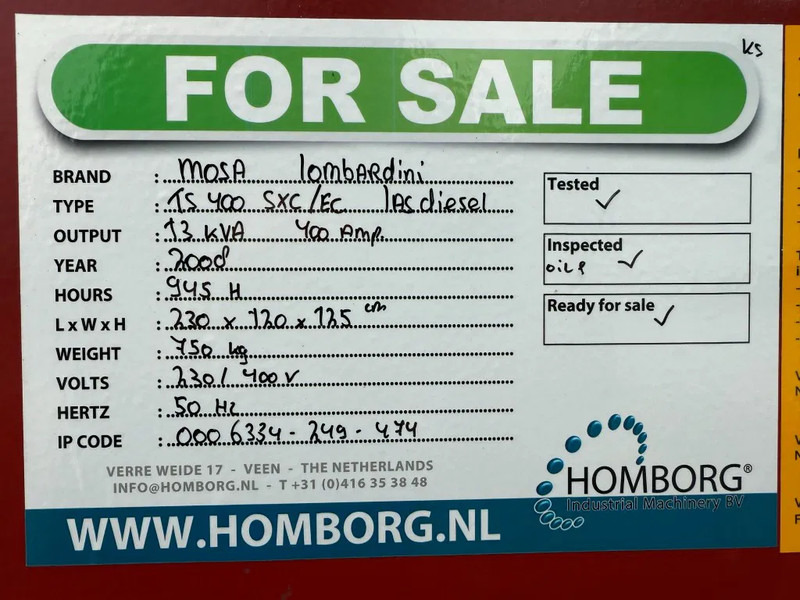 KS
FOR SALE
BRAND : MOSA Lombardini
TYPE : TS 400 SXC/EC LASdiesel
OUTPUT : 13 KVA 400 Amp.
YEAR : 2008
HOURS : 945 H
L x W x H : 230 x 120 x 125 cm
WEIGHT : 750 kg
VOLTS : 230/400V
HERTZ : 50 Hz
IP CODE : 000 6334-249-474
Tested ✓
Inspected ✓
Ready for sale ✓
VERRE WEIDE 17 - VEEN - THE NETHERLANDS
INFO@HOMBORG.NL - T +31 (0)416 35 38 48
HOMBORG®
Industrial Machinery BV
WWW.HOMBORG.NL